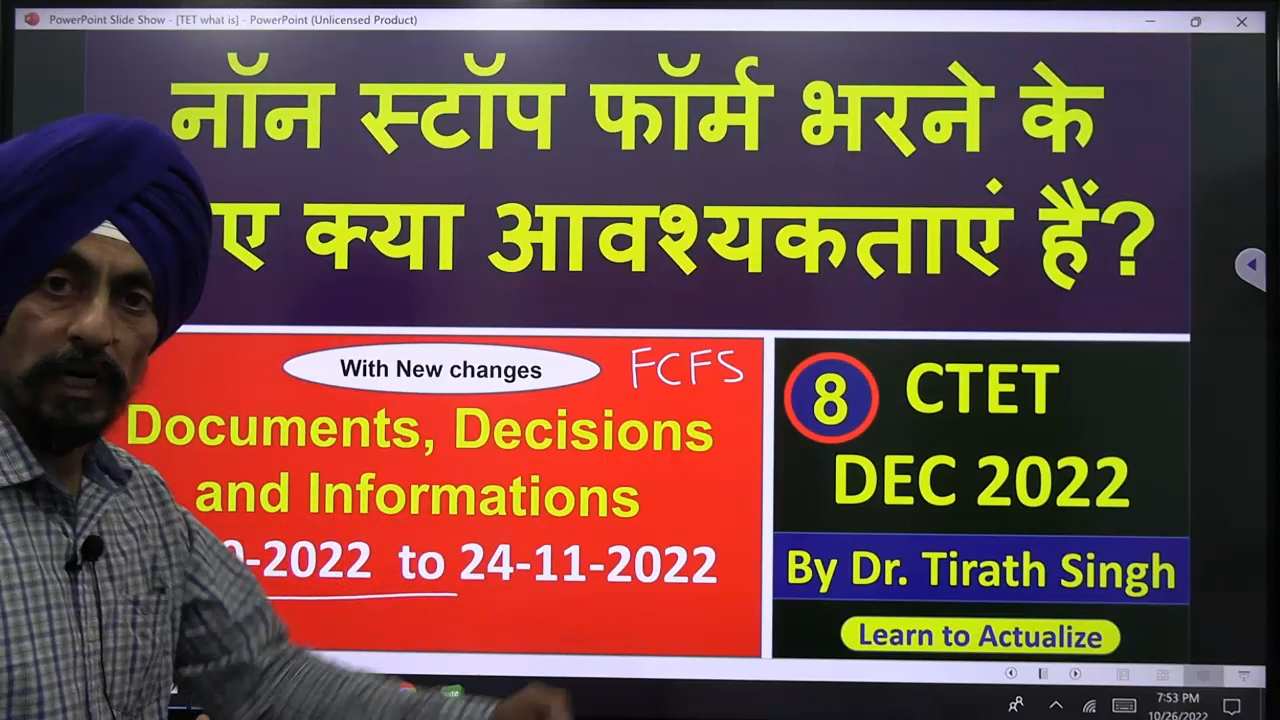 PowerPoint Slide Show - [TET what is] - PowerPoint (Unlicensed Product)
नॉन स्टॉप फॉर्म भरने के
क्या आवश्यकताएं हैं?
With New changes
FCFS
Documents, Decisions
and Informations
-2022 to 24-11-2022
8
CTET
DEC 2022
By Dr. Tirath Singh
Learn to Actualize
7:53 PM
10/26/2022